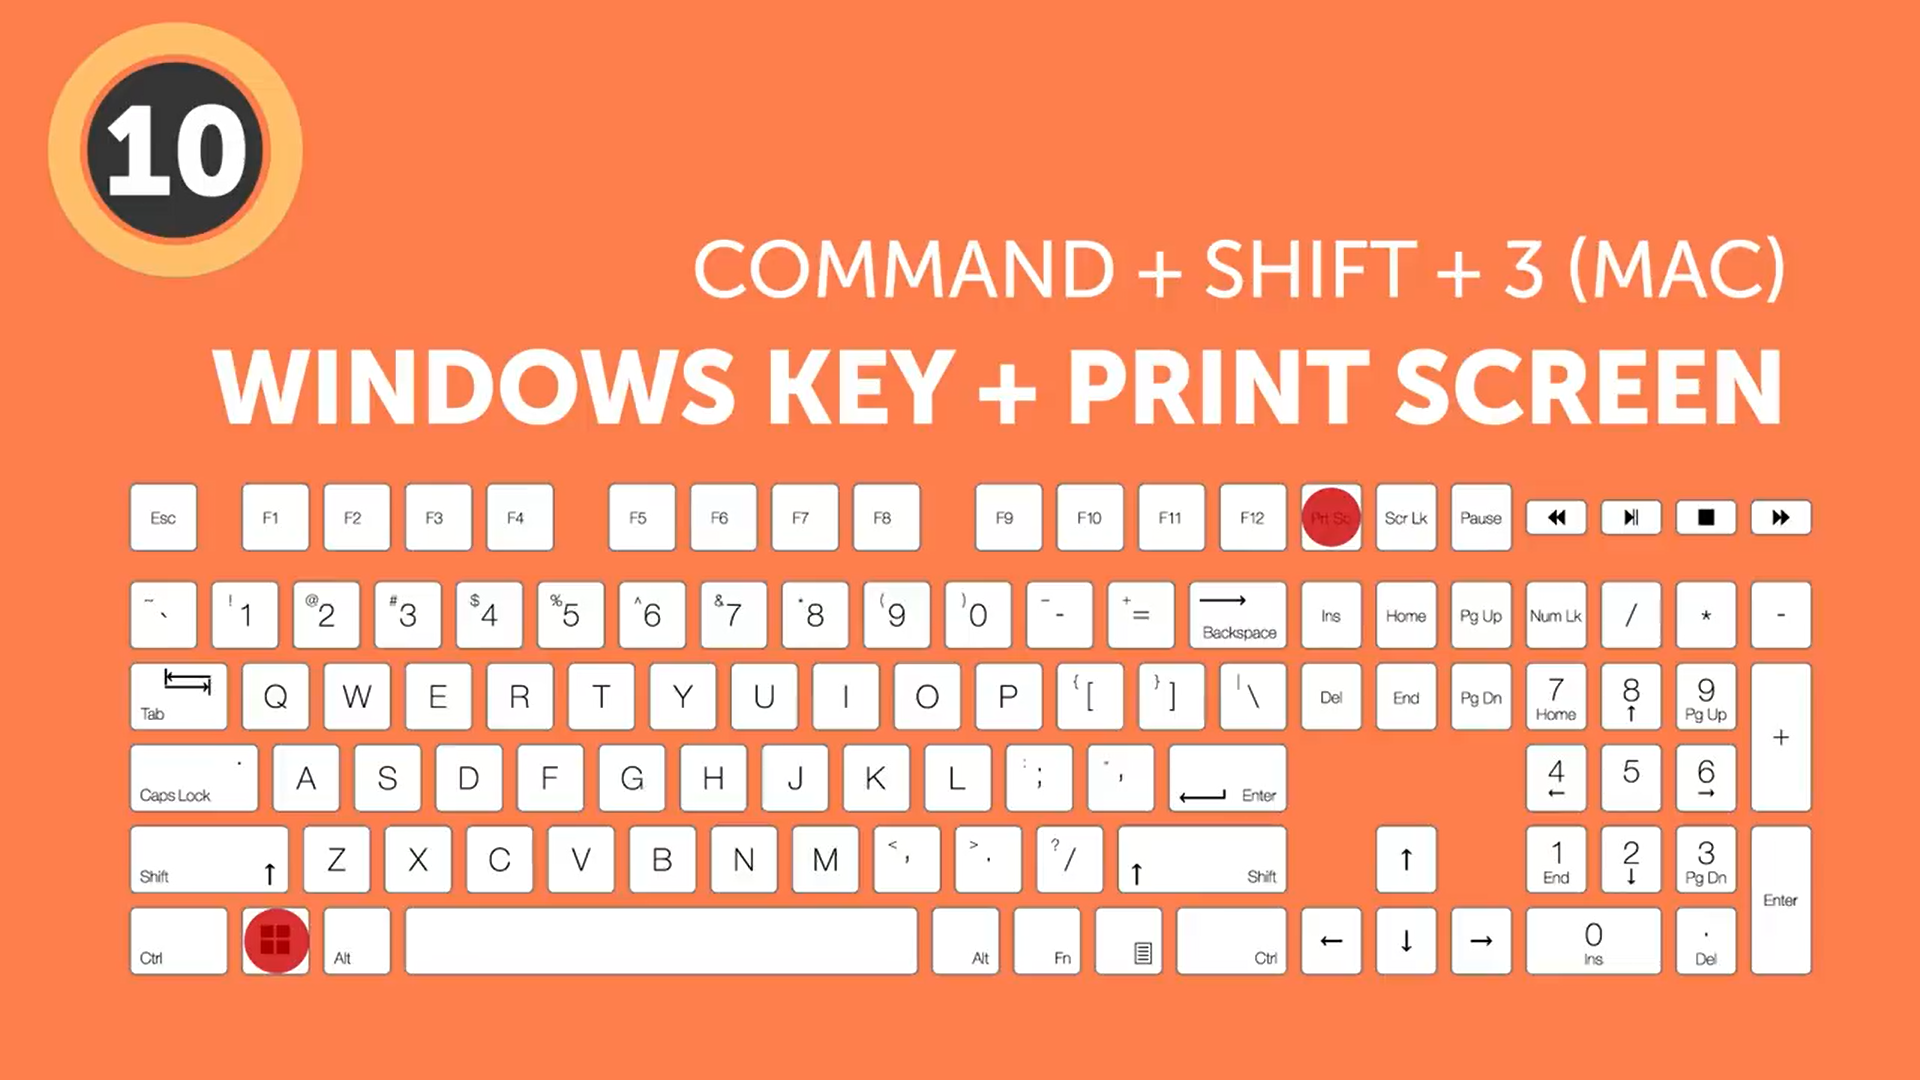 10
COMMAND + SHIFT + 3 (MAC)
WINDOWS KEY + PRINT SCREEN
Esc F1 F2 F3 F4 F5 F6 F7 F8 F9 F10 F11 F12 Prt Sc Scr Lk Pause
~ ` ! 1 @ 2 # 3 $ 4 % 5 ^ 6 & 7 * 8 ( 9 ) 0 - - + = Backspace Ins Home Pg Up Num Lk / * -
Tab Q W E R T Y U I O P { [ } ] | \ Del End Pg Dn 7 Home 8 ↑ 9 Pg Up +
Caps Lock A S D F G H J K L : ; " , Enter 4 ← 5 6 →
Shift ↑ Z X C V B N M < , > . ? / ↑ Shift ↑ 1 End 2 ↓ 3 Pg Dn Enter
Ctrl Alt Alt Fn Ctrl ← ↓ → 0 Ins . Del